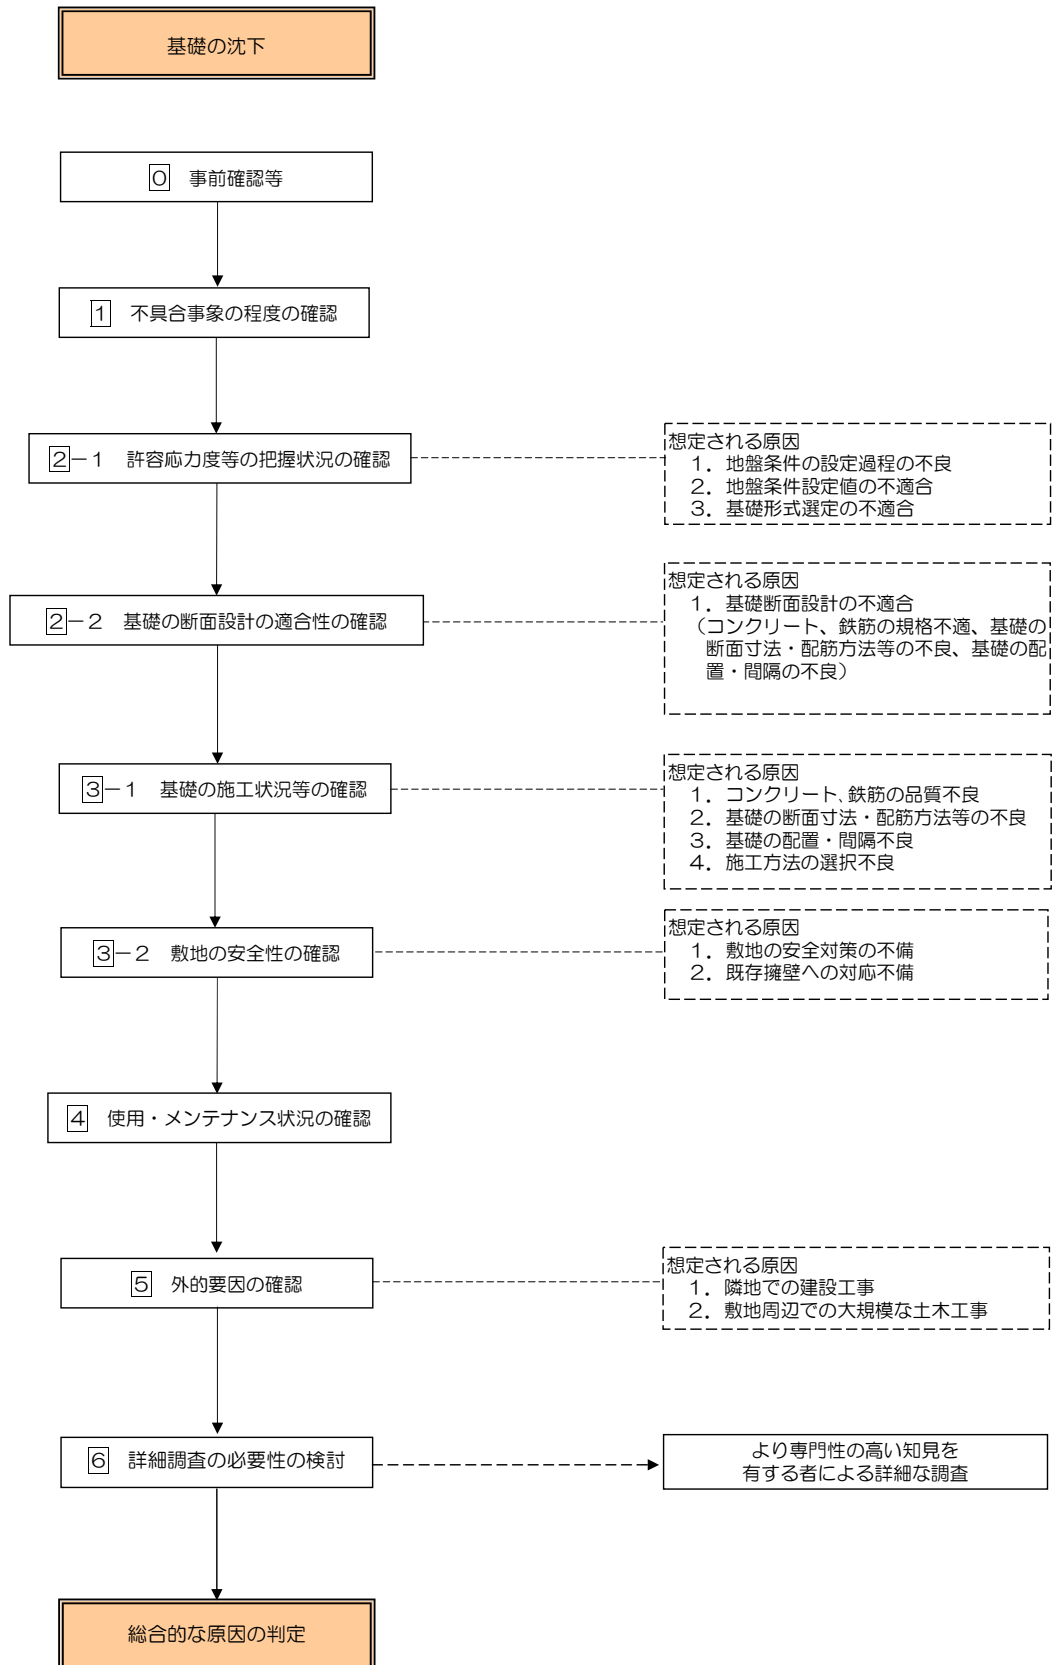 基礎の沈下
0 事前確認等
1 不具合事象の程度の確認
2－1 許容応力度等の把握状況の確認
想定される原因
1．地盤条件の設定過程の不良
2．地盤条件設定値の不適合
3．基礎形式選定の不適合
2－2 基礎の断面設計の適合性の確認
想定される原因
1．基礎断面設計の不適合
（コンクリート、鉄筋の規格不適、基礎の
断面寸法・配筋方法等の不良、基礎の配
置・間隔の不良）
3－1 基礎の施工状況等の確認
想定される原因
1．コンクリート､鉄筋の品質不良
2．基礎の断面寸法・配筋方法等の不良
3．基礎の配置・間隔不良
4．施工方法の選択不良
3－2 敷地の安全性の確認
想定される原因
1．敷地の安全対策の不備
2．既存擁壁への対応不備
4 使用・メンテナンス状況の確認
5 外的要因の確認
想定される原因
1．隣地での建設工事
2．敷地周辺での大規模な土木工事
6 詳細調査の必要性の検討
より専門性の高い知見を
有する者による詳細な調査
総合的な原因の判定